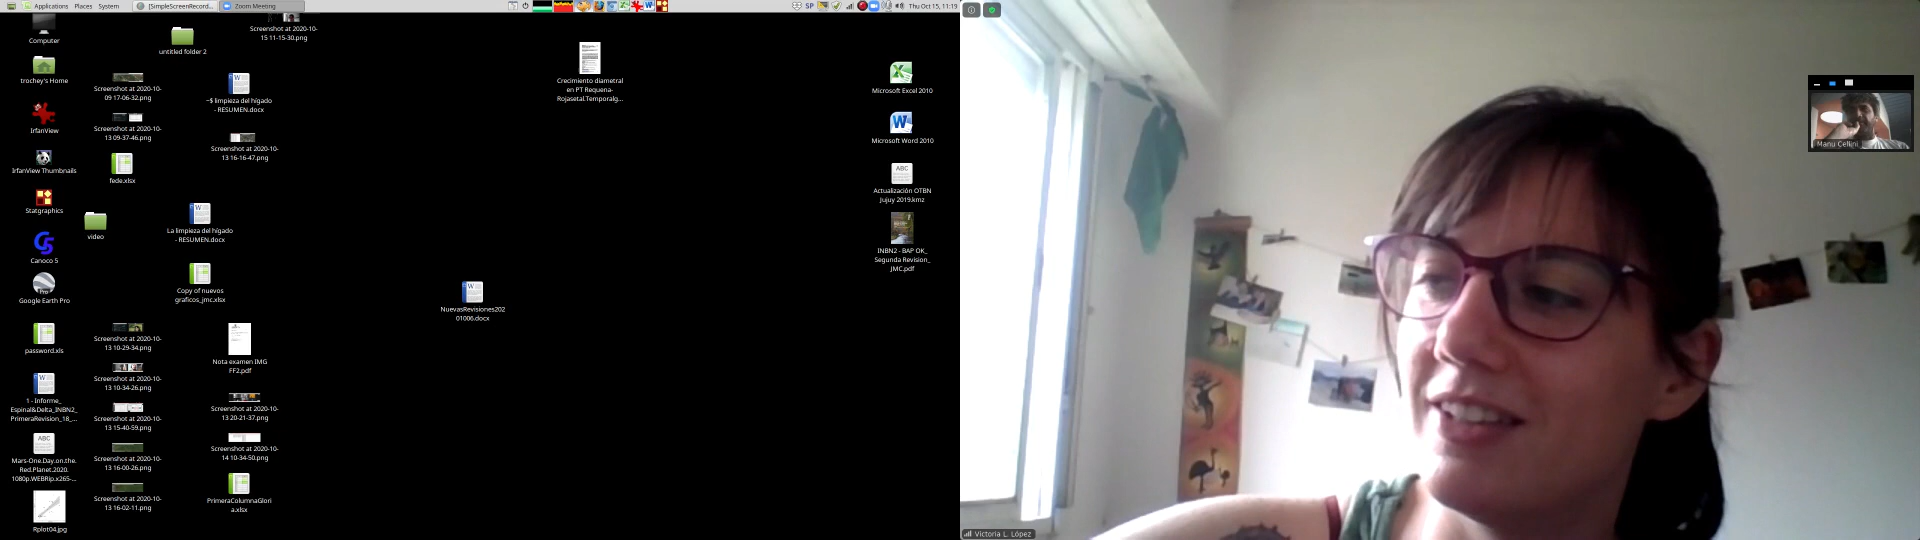 Applications Places System [SimpleScreenRecord... Zoom Meeting
SP Thu Oct 15, 11:19
Computer
trochey's Home
IrfanView
IrfanView Thumbnails
Statgraphics
Canoco 5
Google Earth Pro
password.xls
1 - Informe_
Espinal&Delta_INBN2_
PrimeraRevision_18_...
ABC
Mars-One.Day.on.the.
Red.Planet.2020.
1080p.WEBRip.x265-...
Rplot04.jpg
Screenshot at 2020-10-
09 17-06-32.png
Screenshot at 2020-10-
13 09-37-46.png
fede.xlsx
video
Screenshot at 2020-10-
13 10-29-34.png
Screenshot at 2020-10-
13 10-34-26.png
Screenshot at 2020-10-
13 15-40-59.png
Screenshot at 2020-10-
13 16-00-26.png
Screenshot at 2020-10-
13 16-02-11.png
untitled folder 2
~$ limpieza del hígado
- RESUMEN.docx
Screenshot at 2020-10-
13 16-16-47.png
La limpieza del hígado
- RESUMEN.docx
Copy of nuevos
graficos_jmc.xlsx
Nota examen IMG
FF2.pdf
Screenshot at 2020-10-
13 20-21-37.png
Screenshot at 2020-10-
14 10-34-50.png
PrimeraColumnaGlori
a.xlsx
Screenshot at 2020-10-
15 11-15-30.png
NuevasRevisiones202
01006.docx
Crecimiento diametral
en PT Requena-
Rojasetal.Temporalg...
Microsoft Excel 2010
Microsoft Word 2010
ABC
Actualización OTBN
Jujuy 2019.kmz
INBN2 - BAP OK_
Segunda Revision_
JMC.pdf
Manu Cellini
Victoria L. López